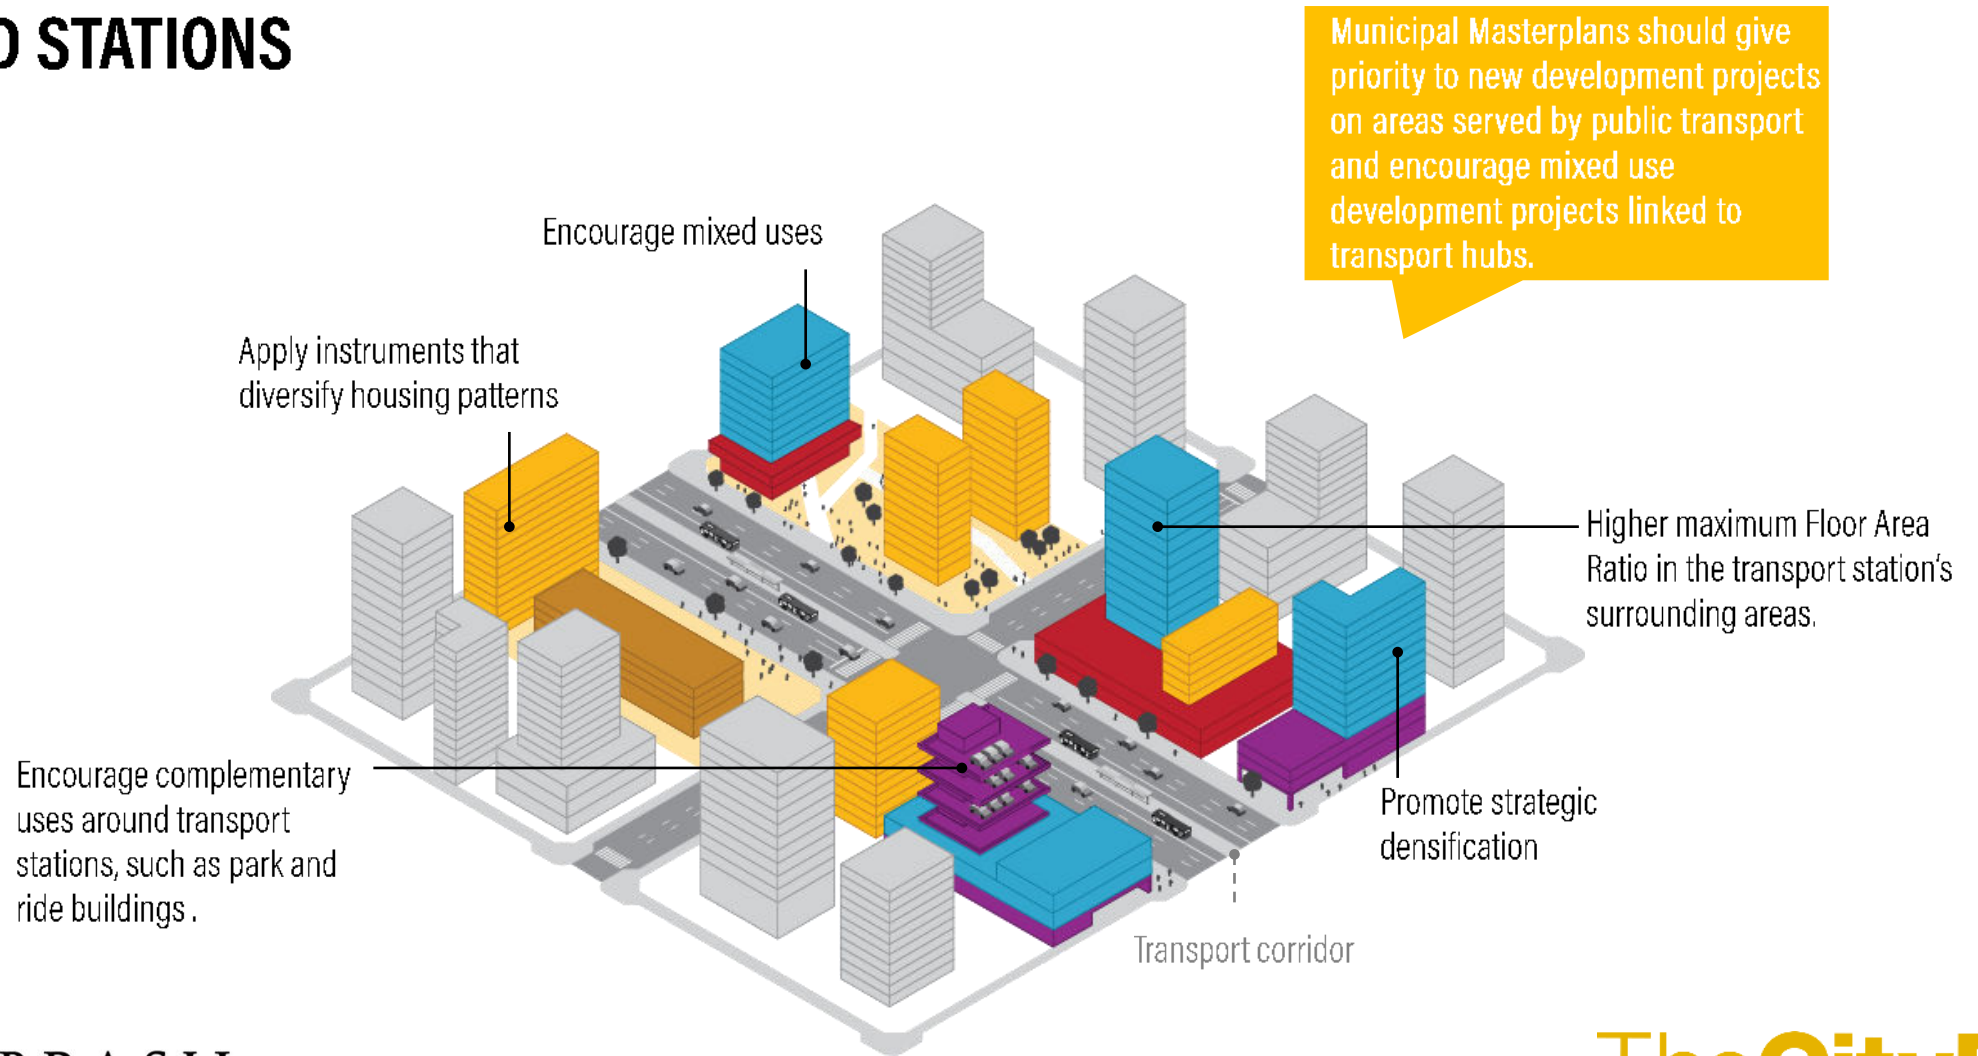 STATIONS
Municipal Masterplans should give
priority to new development projects
on areas served by public transport
and encourage mixed use
development projects linked to
transport hubs.
Encourage mixed uses
Apply instruments that
diversify housing patterns
Higher maximum Floor Area
Ratio in the transport station's
surrounding areas.
Encourage complementary
uses around transport
stations, such as park and
ride buildings .
Promote strategic
densification
Transport corridor